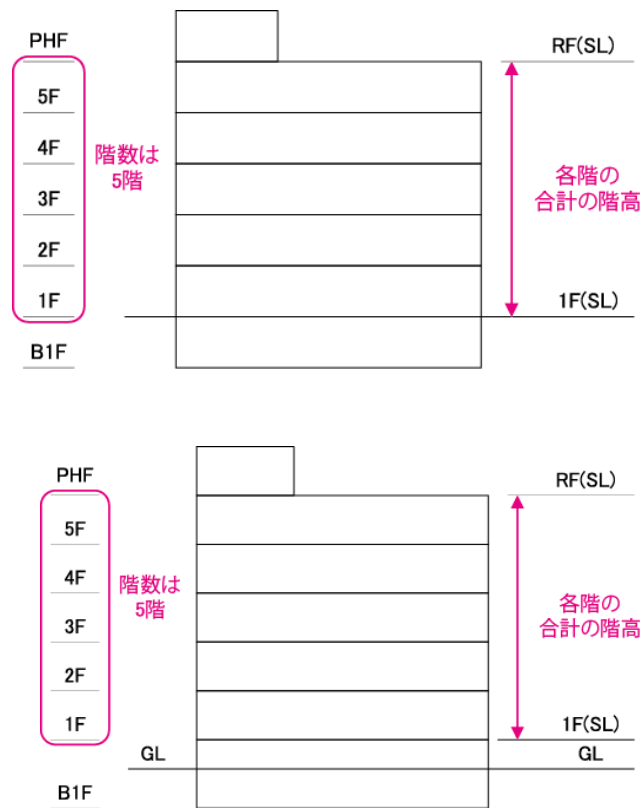 PHF
RF(SL)
5F
4F
階数は
5階
3F
各階の
合計の階高
2F
1F
1F(SL)
B1F
PHF
RF(SL)
5F
4F
階数は
5階
3F
各階の
合計の階高
2F
1F
1F(SL)
GL
GL
B1F